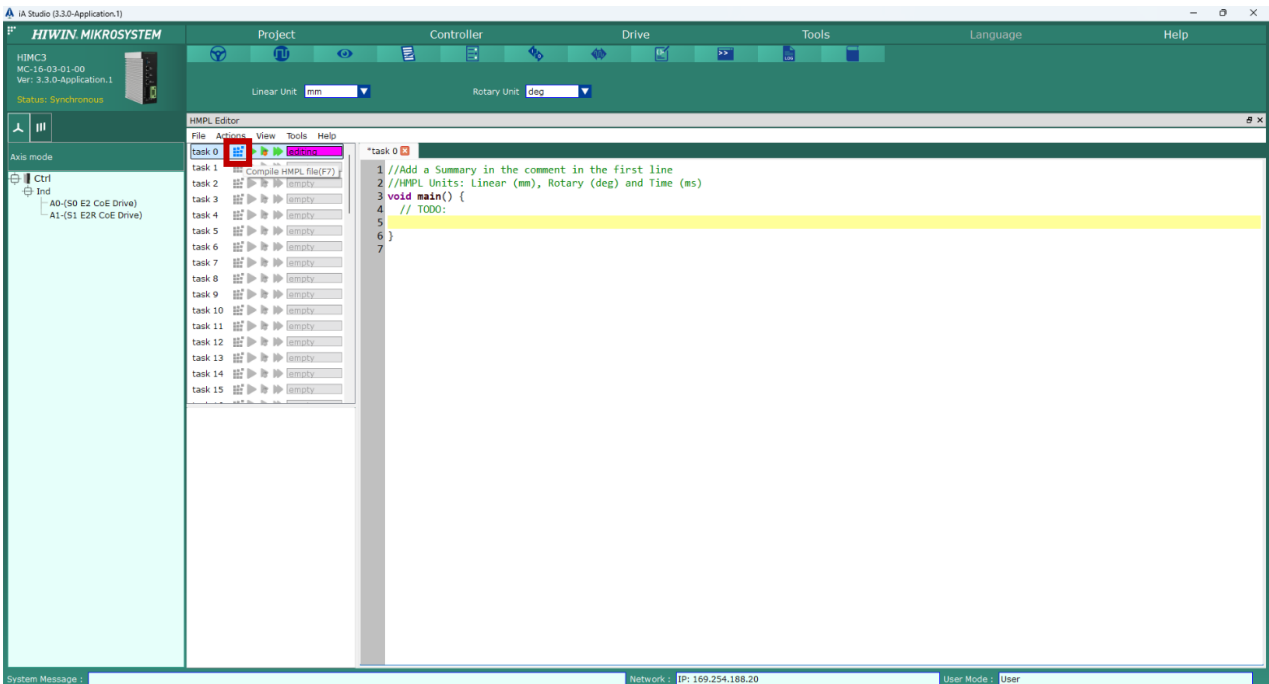 iA Studio (3.3.0-Application.1)
HIWIN. MIKROSYSTEM
Project
Controller
Drive
Tools
Language
Help
HIMC3
MC-16-03-01-00
Ver: 3.3.0-Application.1
Status: Synchronous
LOG
Linear Unit mm
Rotary Unit deg
Axis mode
Ctrl
Ind
A0-(S0 E2 CoE Drive)
A1-(S1 E2R CoE Drive)
HMPL Editor
File Actions View Tools Help
task 0 editing
task 1
Compile HMPL file(F7)
task 2 empty
task 3 empty
task 4 empty
task 5 empty
task 6 empty
task 7 empty
task 8 empty
task 9 empty
task 10 empty
task 11 empty
task 12 empty
task 13 empty
task 14 empty
task 15 empty
*task 0
1 //Add a Summary in the comment in the first line
2 //HMPL Units: Linear (mm), Rotary (deg) and Time (ms)
3 void main() {
4 // TODO:
5
6 }
7
System Message :
Network : IP: 169.254.188.20
User Mode : User